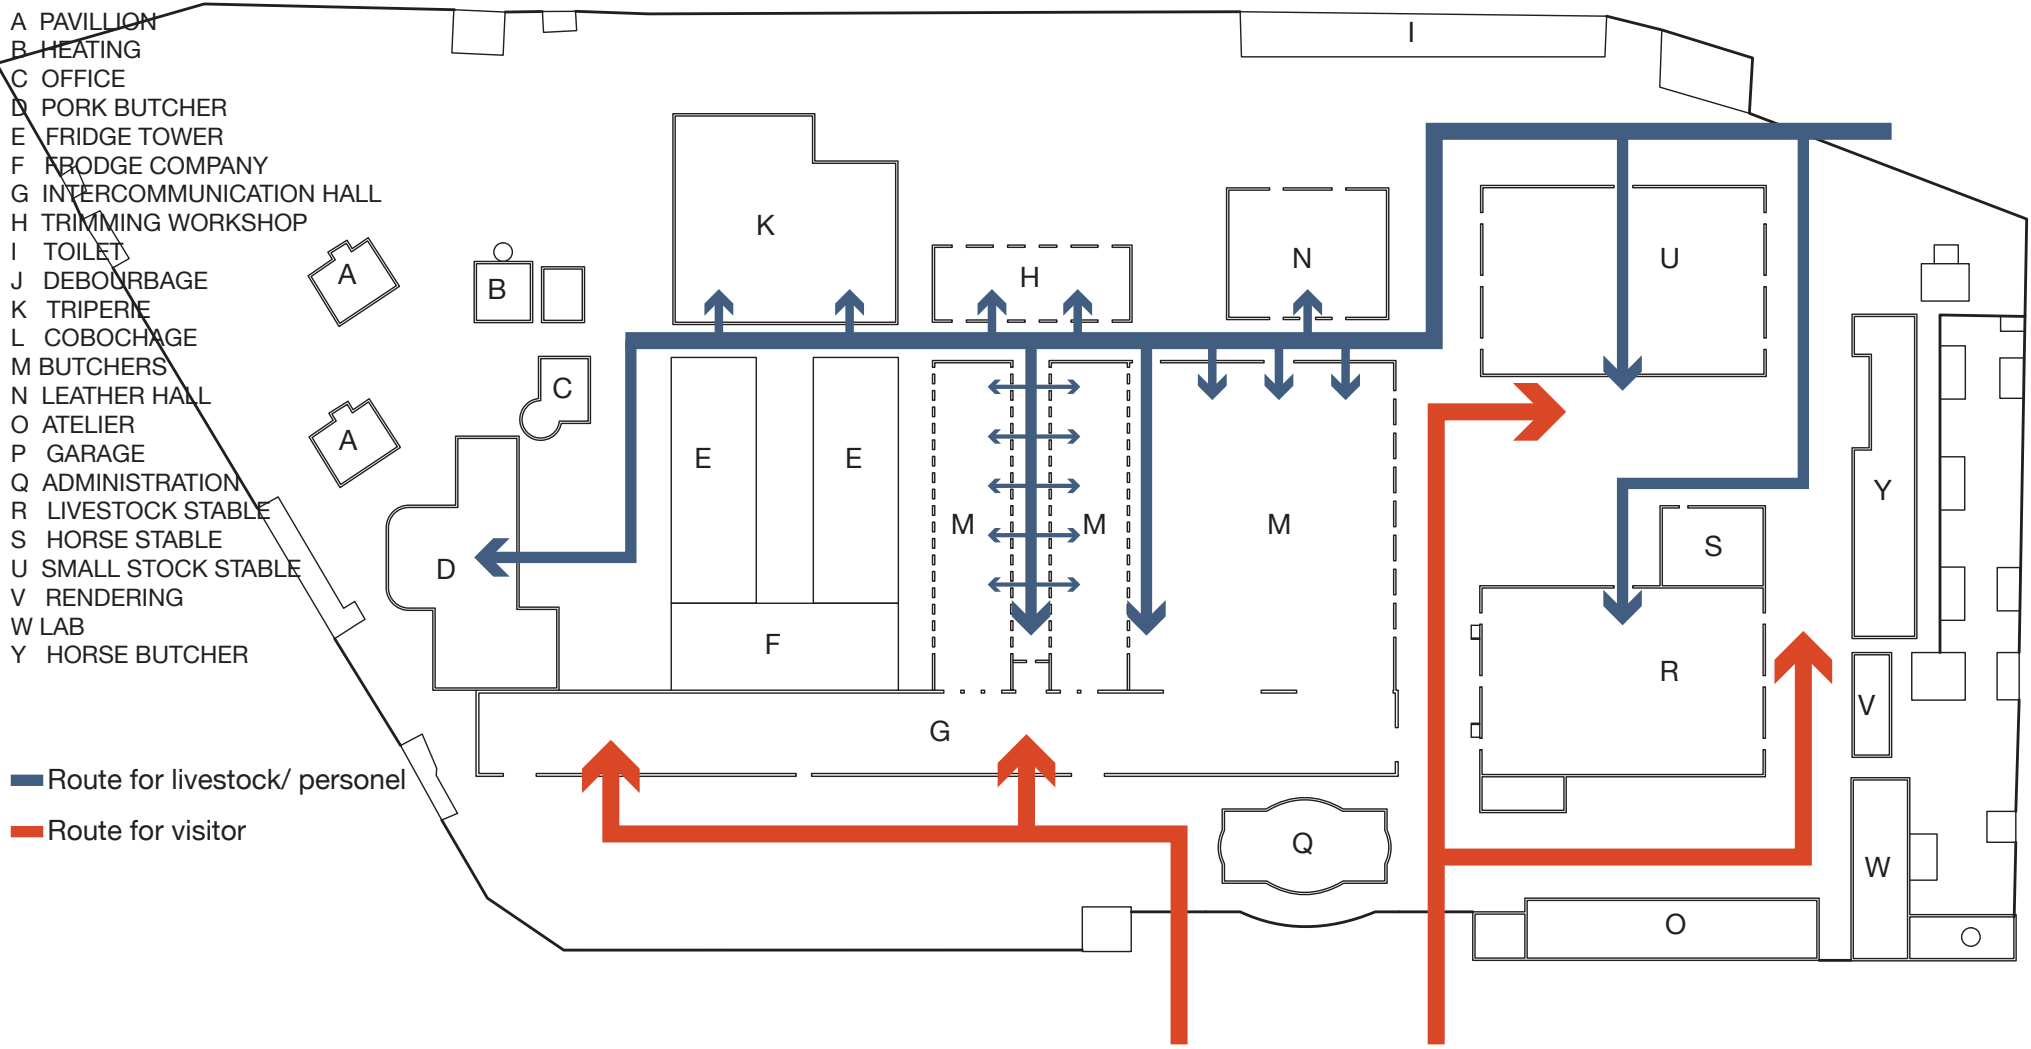 A PAVILLION
B HEATING
C OFFICE
D PORK BUTCHER
E FRIDGE TOWER
F FRODGE COMPANY
G INTERCOMMUNICATION HALL
H TRIMMING WORKSHOP
I TOILET
J DEBOURBAGE
K TRIPERIE
L COBOCHAGE
M BUTCHERS
N LEATHER HALL
O ATELIER
P GARAGE
Q ADMINISTRATION
R LIVESTOCK STABLE
S HORSE STABLE
U SMALL STOCK STABLE
V RENDERING
W LAB
Y HORSE BUTCHER
Route for livestock/ personel
Route for visitor
I
K
A
B
H
N
U
C
A
E
E
D
M
M
M
Y
S
F
R
G
V
Q
W
O